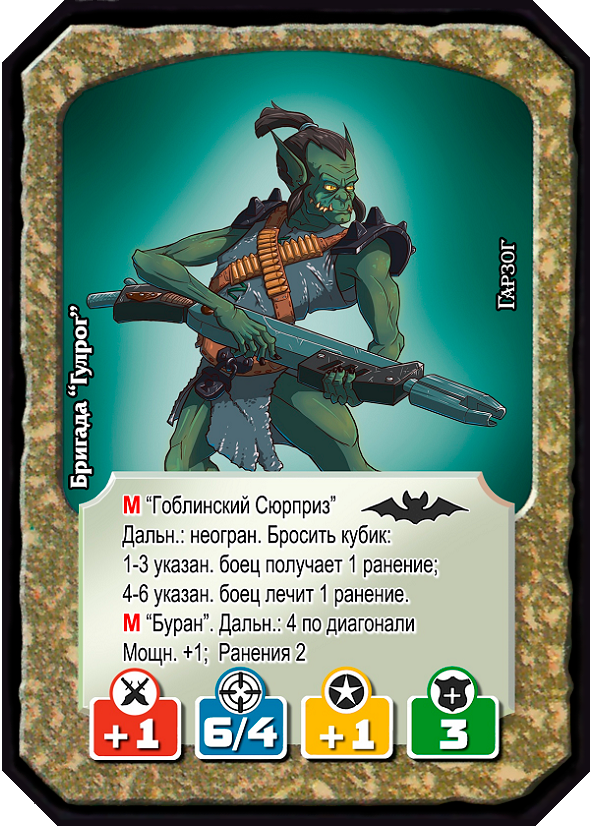 Бригада “Гулрог”
Гарзог
М “Гоблинский Сюрприз”
Дальн.: неогран. Бросить кубик:
1-3 указан. боец получает 1 ранение;
4-6 указан. боец лечит 1 ранение.
М “Буран”. Дальн.: 4 по диагонали
Мощн. +1; Ранения 2
+1 6/4 +1 3